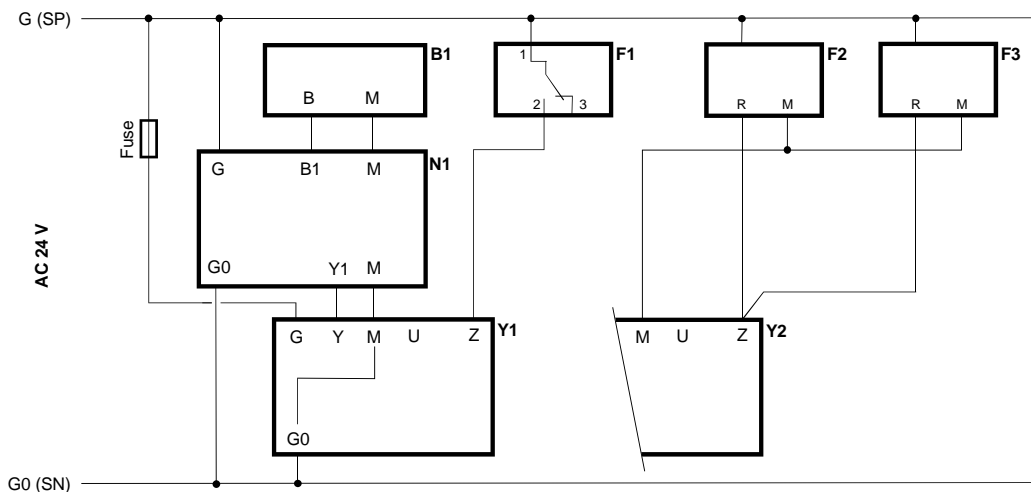 G (SP)
B1
F1
F2
F3
1
2
3
B M
R M
R M
Fuse
N1
G B1 M
AC 24 V
G0 Y1 M
Y1
G Y M U Z
Y2
M U Z
G0
G0 (SN)